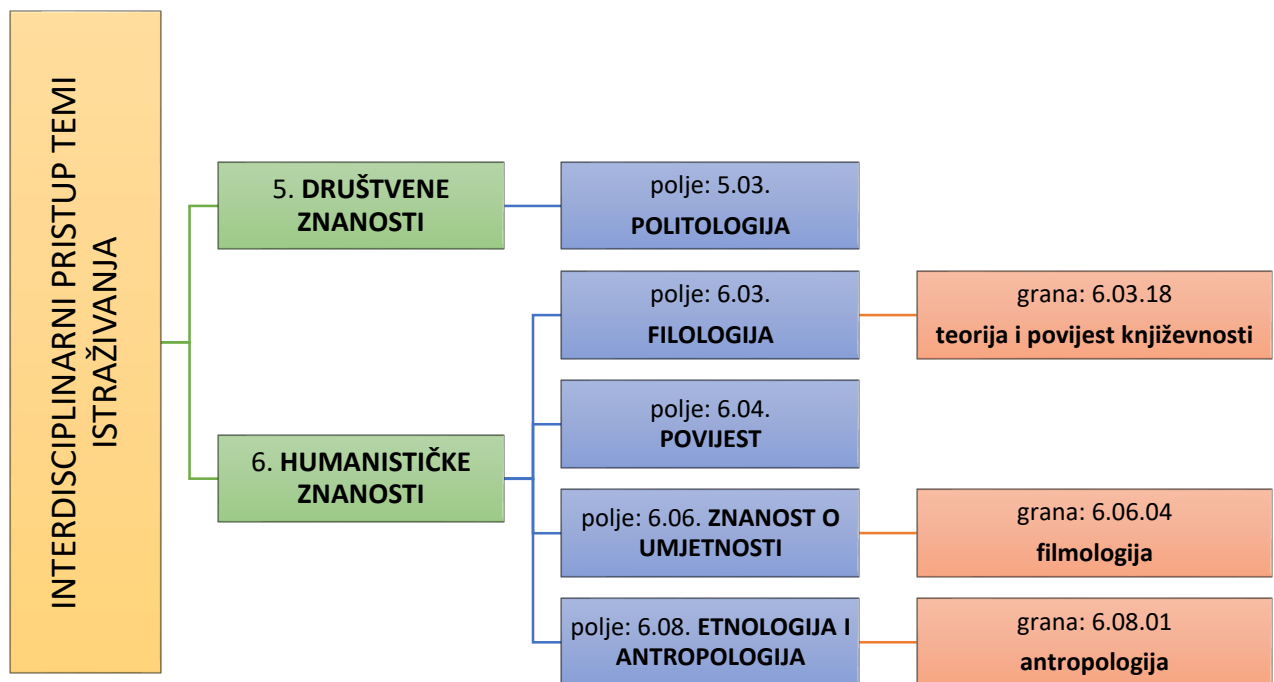 INTERDISCIPLINARNI PRISTUP TEMI
ISTRAŽIVANJA
5. DRUŠTVENE
ZNANOSTI
polje: 5.03.
POLITOLOGIJA
6. HUMANISTIČKE
ZNANOSTI
polje: 6.03.
FILOLOGIJA
grana: 6.03.18
teorija i povijest književnosti
polje: 6.04.
POVIJEST
polje: 6.06. ZNANOST O
UMJETNOSTI
grana: 6.06.04
filmologija
polje: 6.08. ETNOLOGIJA I
ANTROPOLOGIJA
grana: 6.08.01
antropologija